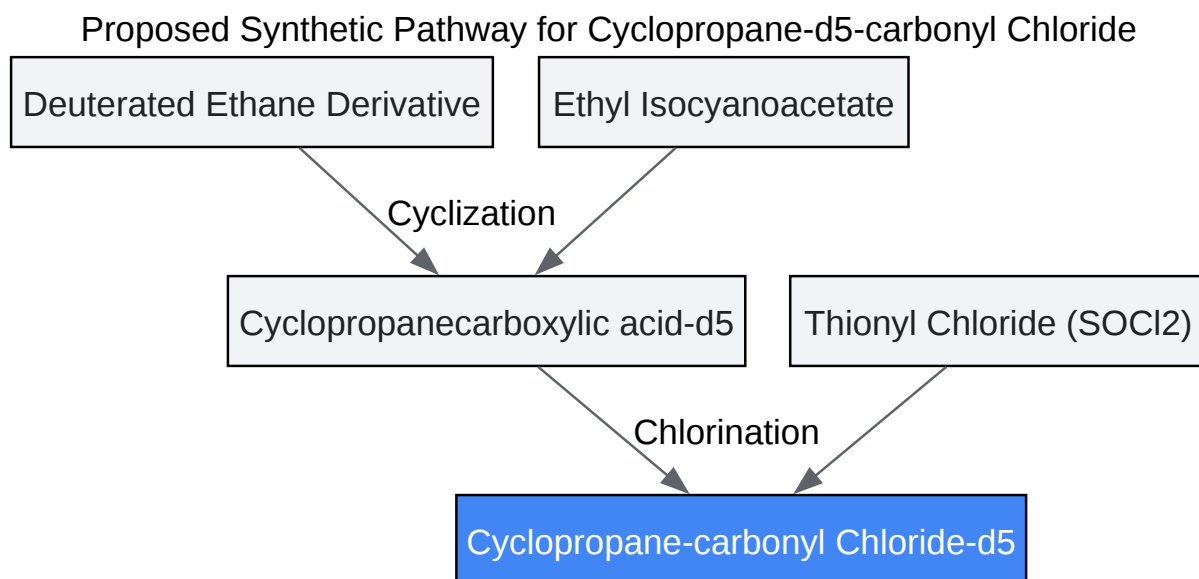 Proposed Synthetic Pathway for Cyclopropane-d5-carbonyl Chloride
Deuterated Ethane Derivative
Ethyl Isocyanoacetate
Cyclization
Cyclopropanecarboxylic acid-d5
Thionyl Chloride (SOCl2)
Chlorination
Cyclopropane-carbonyl Chloride-d5